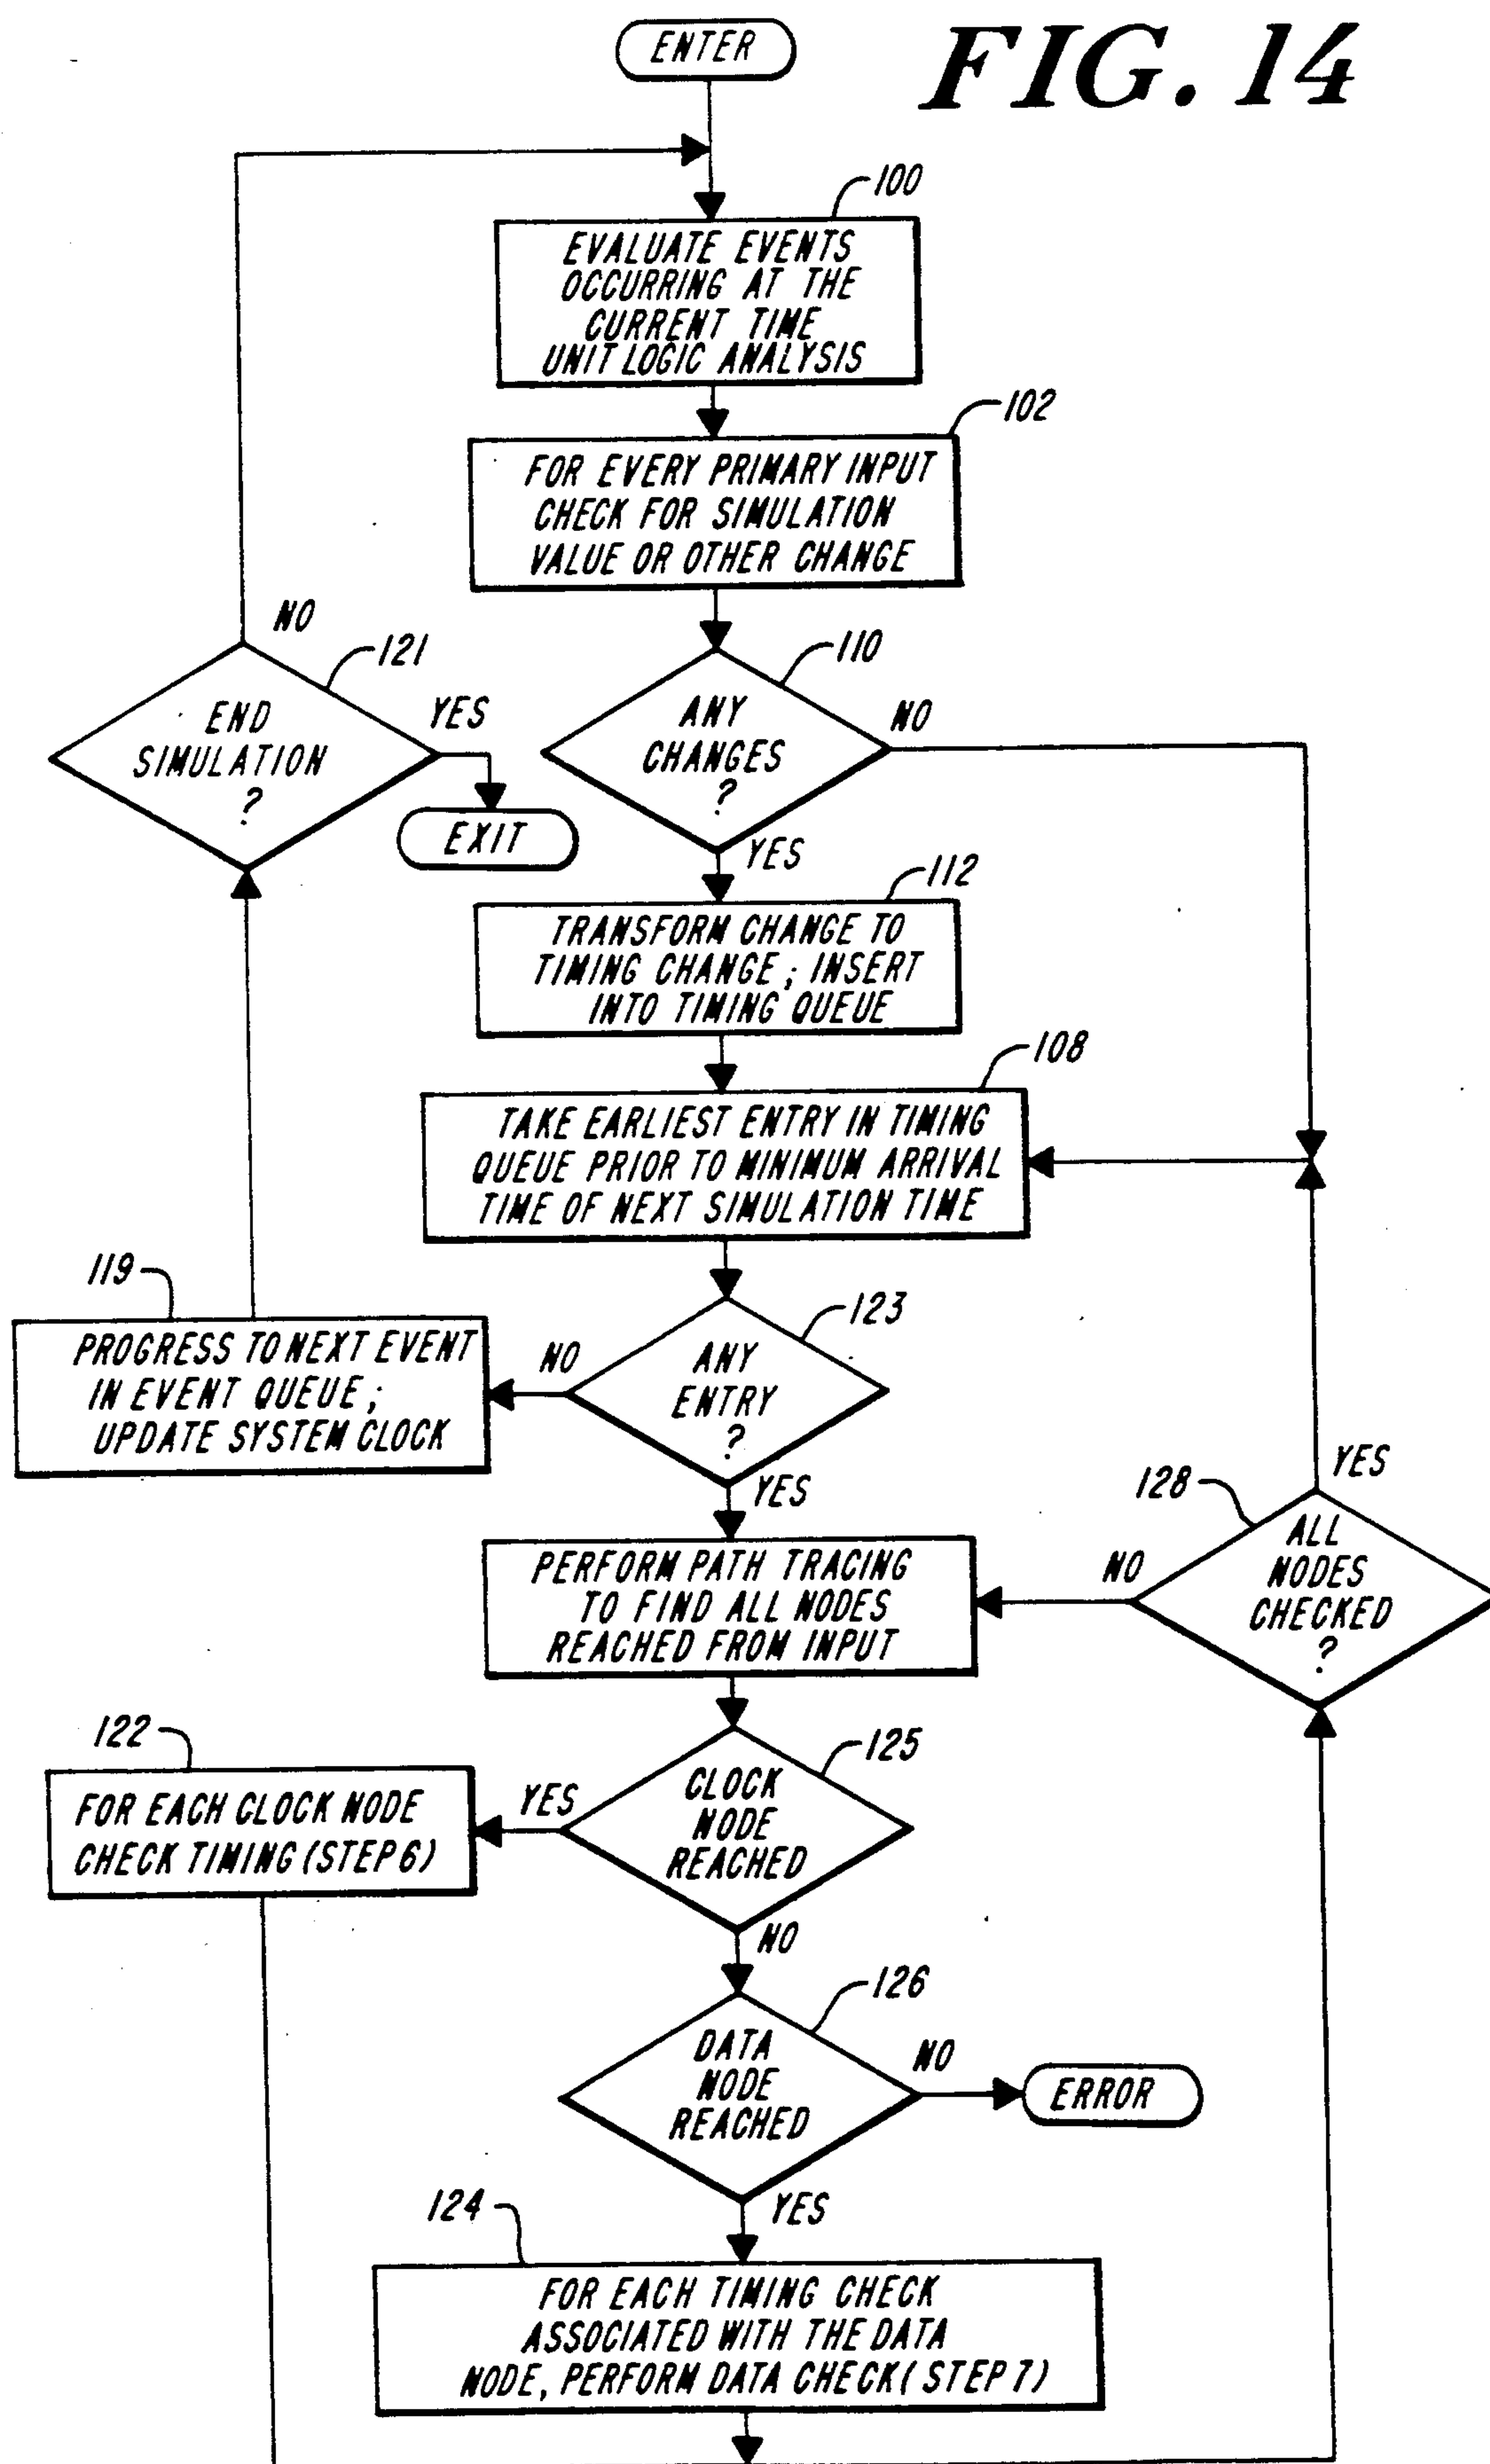 FIG. 14
ENTER
100
EVALUATE EVENTS
OCCURRING AT THE
CURRENT TIME
UNIT LOGIC ANALYSIS
102
FOR EVERY PRIMARY INPUT
CHECK FOR SIMULATION
VALUE OR OTHER CHANGE
NO
121
END
SIMULATION
?
YES
EXIT
110
ANY
CHANGES
?
NO
YES
112
TRANSFORM CHANGE TO
TIMING CHANGE; INSERT
INTO TIMING QUEUE
108
TAKE EARLIEST ENTRY IN TIMING
QUEUE PRIOR TO MINIMUM ARRIVAL
TIME OF NEXT SIMULATION TIME
119
PROGRESS TO NEXT EVENT
IN EVENT QUEUE;
UPDATE SYSTEM CLOCK
NO
123
ANY
ENTRY
?
YES
PERFORM PATH TRACING
TO FIND ALL NODES
REACHED FROM INPUT
NO
128
YES
ALL
NODES
CHECKED
?
122
FOR EACH CLOCK NODE
CHECK TIMING (STEP 6)
YES
125
CLOCK
NODE
REACHED
NO
126
DATA
NODE
REACHED
NO
ERROR
YES
124
FOR EACH TIMING CHECK
ASSOCIATED WITH THE DATA
NODE, PERFORM DATA CHECK (STEP 7)